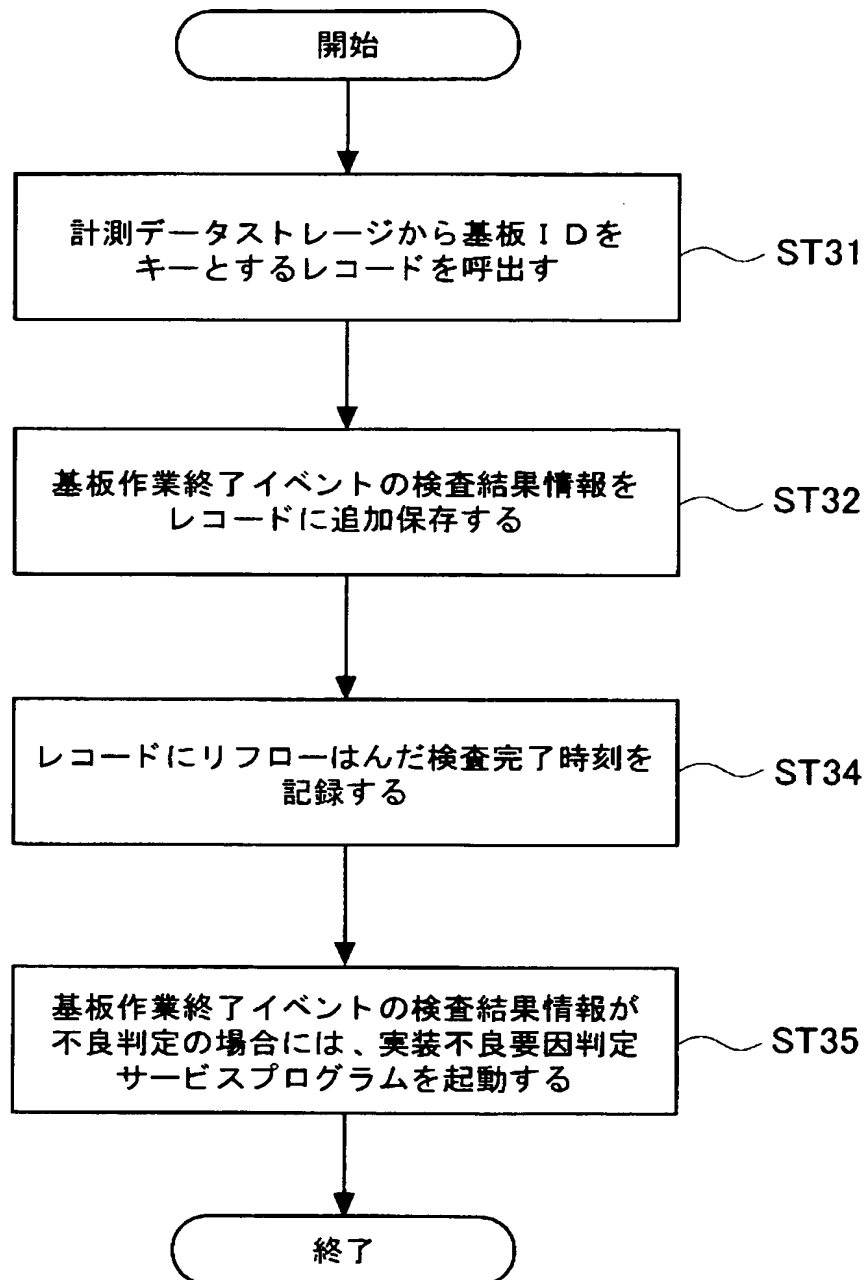 開始
計測データストレージから基板IDを
キーとするレコードを呼出す
ST31
基板作業終了イベントの検査結果情報を
レコードに追加保存する
ST32
レコードにリフローはんだ検査完了時刻を
記録する
ST34
基板作業終了イベントの検査結果情報が
不良判定の場合には、実装不良要因判定
サービスプログラムを起動する
ST35
終了